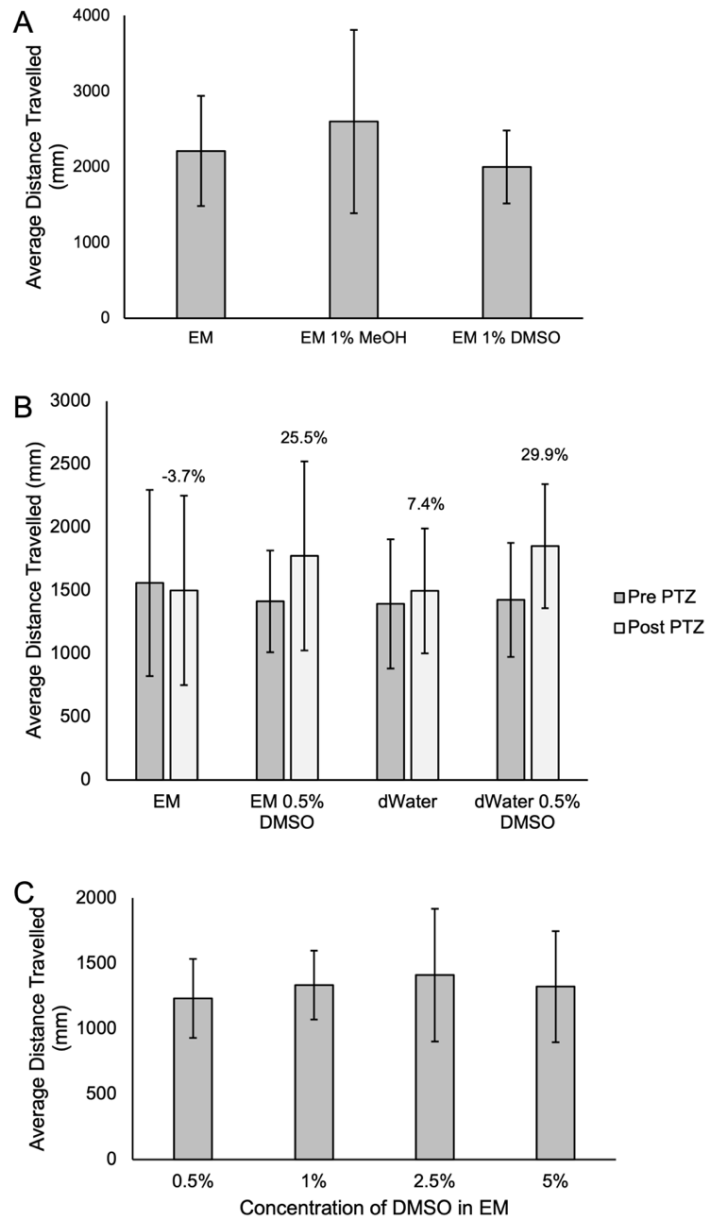 A
Average Distance Travelled
(mm)
4000
3000
2000
1000
0
EM
EM 1% MeOH
EM 1% DMSO
B
Average Distance Travelled (mm)
3000
2500
2000
1500
1000
500
0
-3.7%
25.5%
7.4%
29.9%
EM
EM 0.5%
DMSO
dWater
dWater 0.5%
DMSO
Pre PTZ
Post PTZ
C
Average Distance Travelled
(mm)
2000
1500
1000
500
0
0.5%
1%
2.5%
5%
Concentration of DMSO in EM